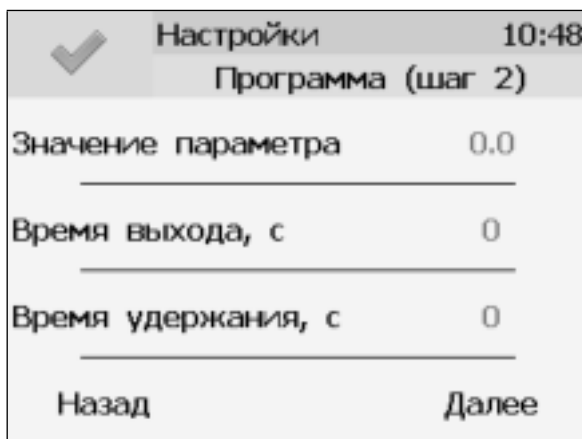 Настройки 10:48
Программа (шаг 2)
Значение параметра 0.0
Время выхода, с 0
Время удержания, с 0
Назад Далее